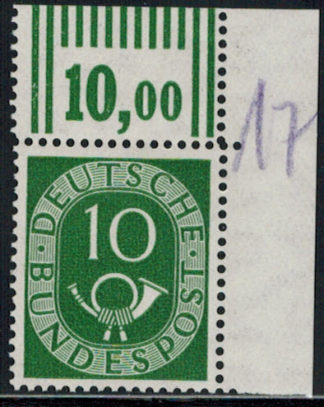 10,00
17
DEUTSCHE
10
BUNDESPOST